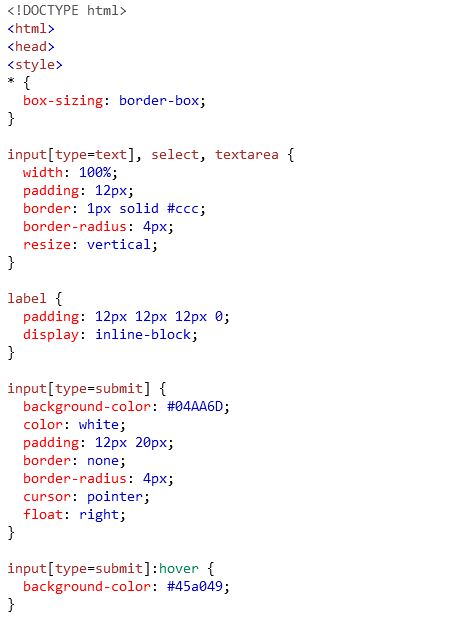 <!DOCTYPE html>
<html>
<head>
<style>
* {
  box-sizing: border-box;
}

input[type=text], select, textarea {
  width: 100%;
  padding: 12px;
  border: 1px solid #ccc;
  border-radius: 4px;
  resize: vertical;
}

label {
  padding: 12px 12px 12px 0;
  display: inline-block;
}

input[type=submit] {
  background-color: #04AA6D;
  color: white;
  padding: 12px 20px;
  border: none;
  border-radius: 4px;
  cursor: pointer;
  float: right;
}

input[type=submit]:hover {
  background-color: #45a049;
}